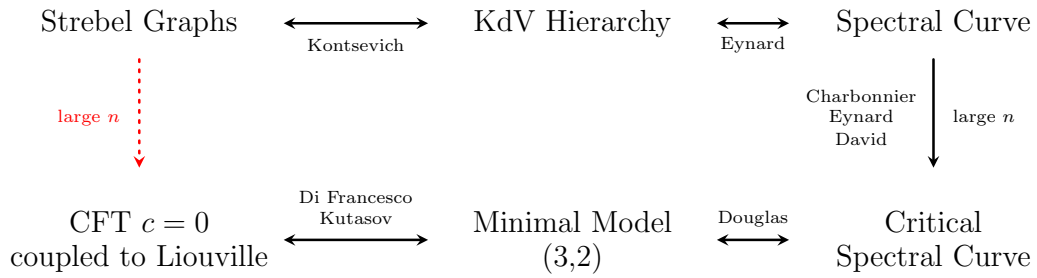 Strebel Graphs
Kontsevich
KdV Hierarchy
Eynard
Spectral Curve
large n
Charbonnier
Eynard
David
large n
CFT c = 0
coupled to Liouville
Di Francesco
Kutasov
Minimal Model
(3,2)
Douglas
Critical
Spectral Curve